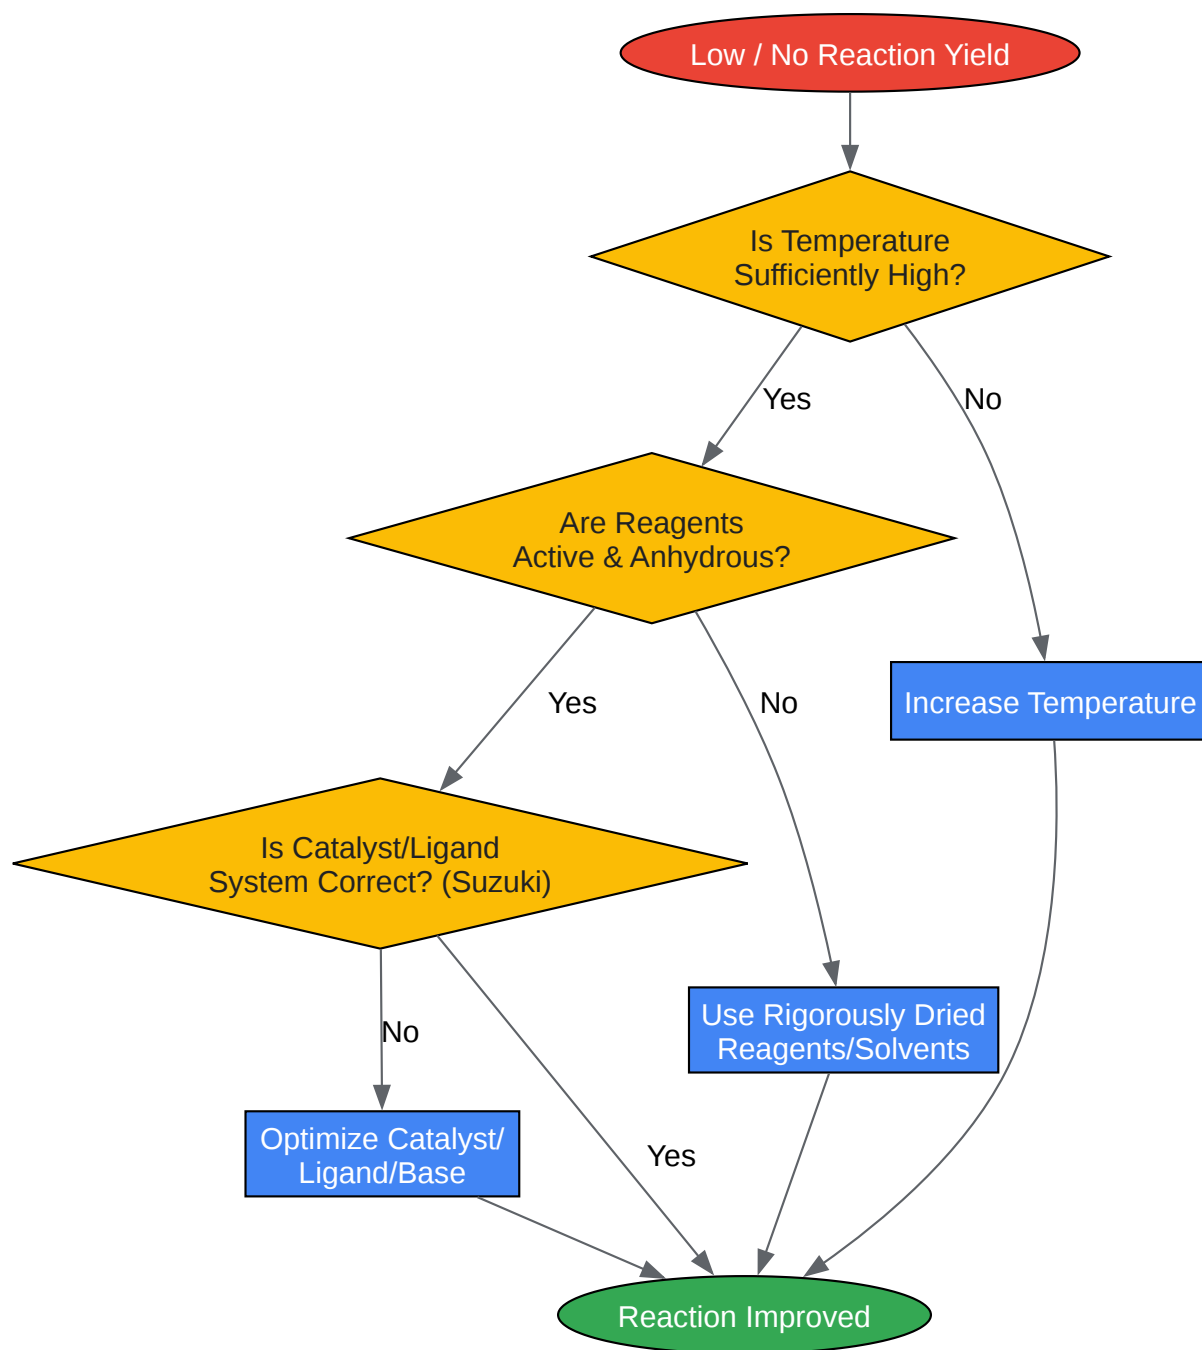 Low / No Reaction Yield
Is Temperature
Sufficiently High?
Yes
No
Are Reagents
Active & Anhydrous?
Yes
No
Increase Temperature
Is Catalyst/Ligand
System Correct? (Suzuki)
No
Use Rigorously Dried
Reagents/Solvents
Optimize Catalyst/
Ligand/Base
Yes
Reaction Improved